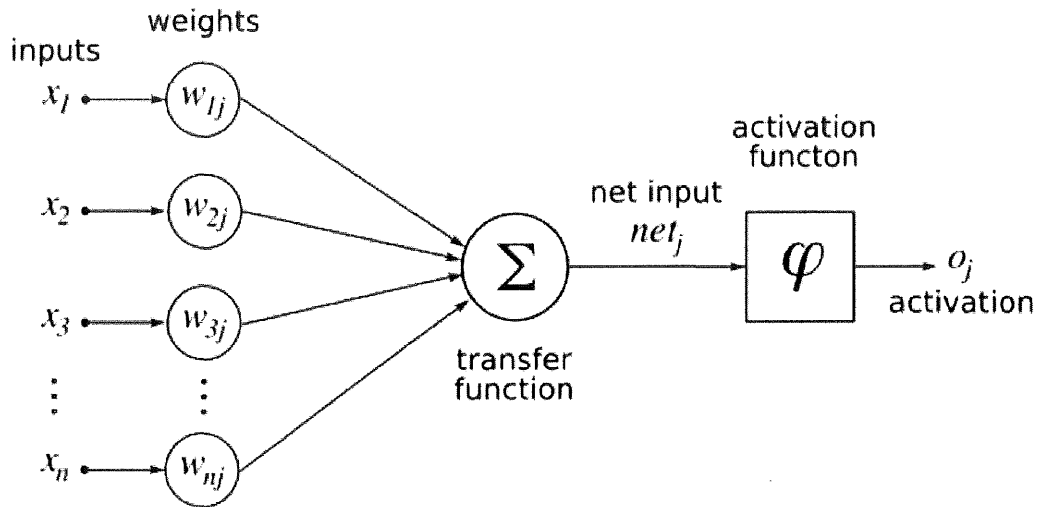 weights
inputs
x1
w1j
x2
w2j
x3
w3j
⋮ ⋮
xn
wnj
Σ
transfer
function
net input
netj
activation
functon
φ
oj
activation